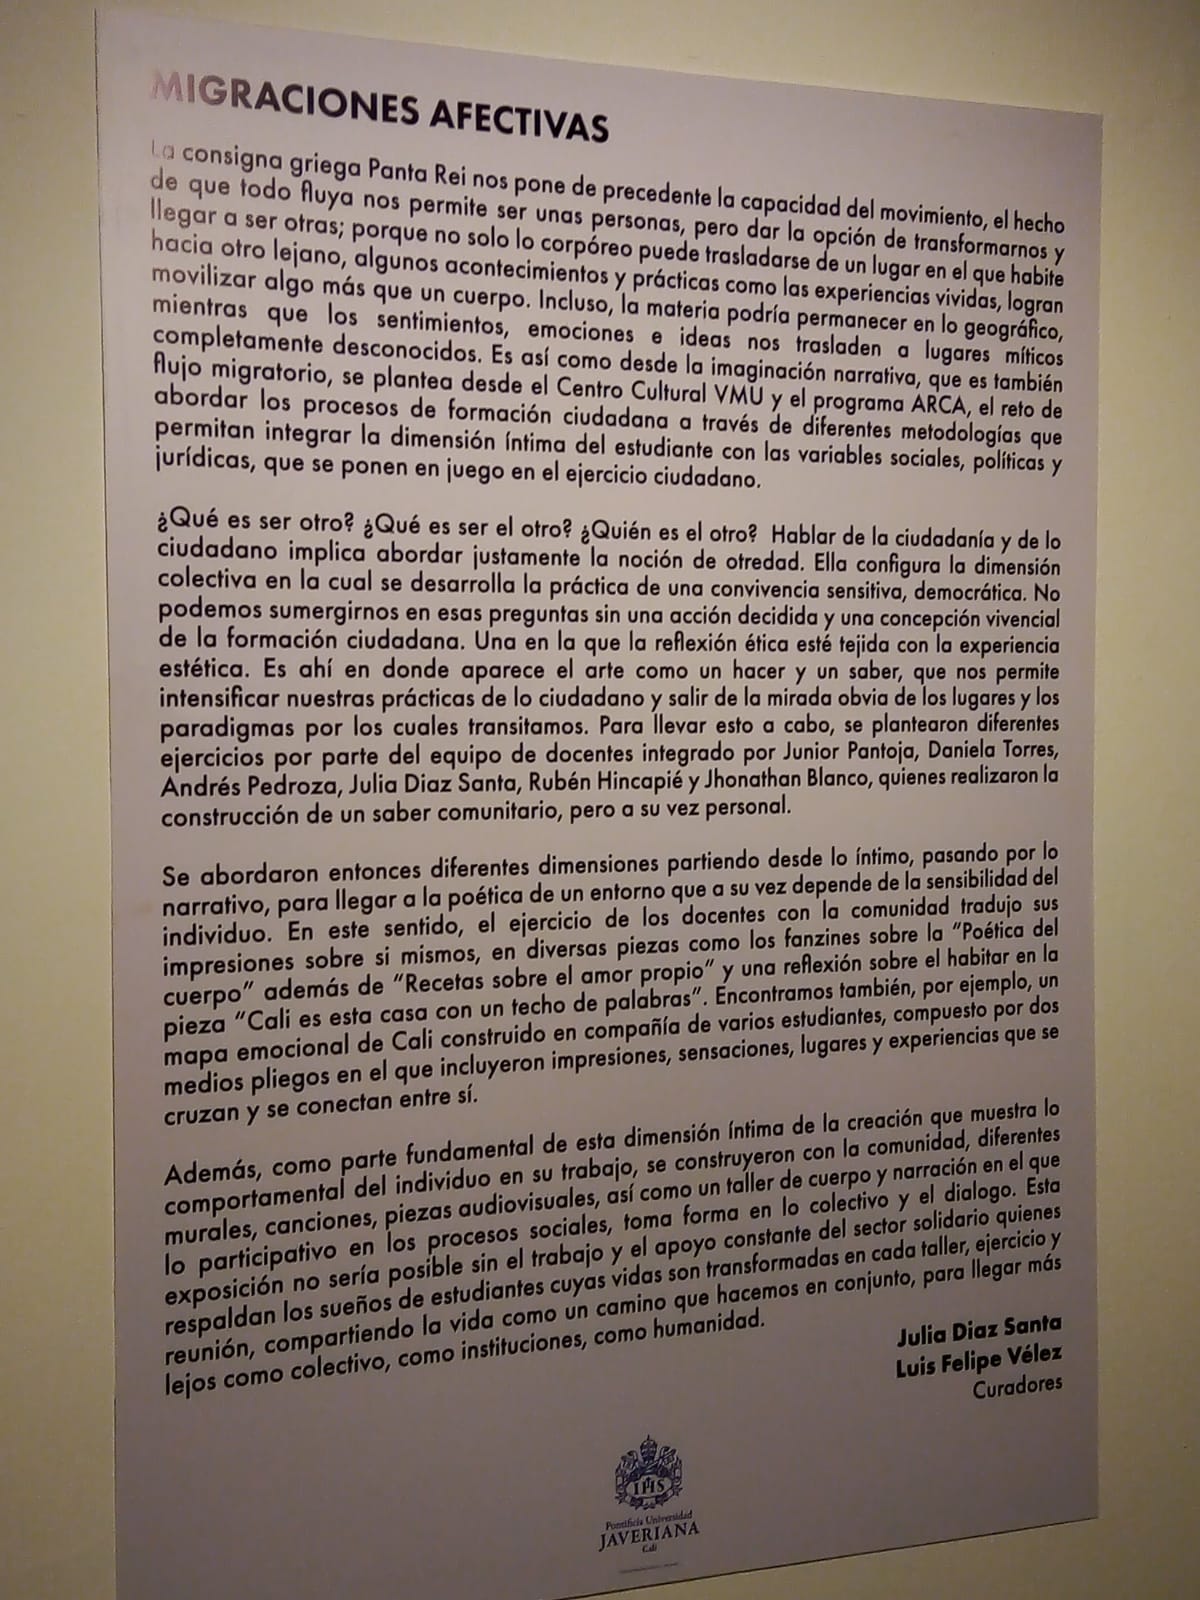 MIGRACIONES AFECTIVAS
La consigna griega Panta Rei nos pone de precedente la capacidad del movimiento, el hecho
de que todo fluya nos permite ser unas personas, pero dar la opción de transformarnos y
llegar a ser otras; porque no solo lo corpóreo puede trasladarse de un lugar en el que habite
hacia otro lejano, algunos acontecimientos y prácticas como las experiencias vividas, logran
movilizar algo más que un cuerpo. Incluso, la materia podría permanecer en lo geográfico,
mientras que los sentimientos, emociones e ideas nos trasladen a lugares míticos
completamente desconocidos. Es así como desde la imaginación narrativa, que es también
flujo migratorio, se plantea desde el Centro Cultural VMU y el programa ARCA, el reto de
abordar los procesos de formación ciudadana a través de diferentes metodologías que
permitan integrar la dimensión íntima del estudiante con las variables sociales, políticas y
jurídicas, que se ponen en juego en el ejercicio ciudadano.
¿Qué es ser otro? ¿Qué es ser el otro? ¿Quién es el otro? Hablar de la ciudadanía y de lo
ciudadano implica abordar justamente la noción de otredad. Ella configura la dimensión
colectiva en la cual se desarrolla la práctica de una convivencia sensitiva, democrática. No
podemos sumergirnos en esas preguntas sin una acción decidida y una concepción vivencial
de la formación ciudadana. Una en la que la reflexión ética esté tejida con la experiencia
estética. Es ahí en donde aparece el arte como un hacer y un saber, que nos permite
intensificar nuestras prácticas de lo ciudadano y salir de la mirada obvia de los lugares y los
paradigmas por los cuales transitamos. Para llevar esto a cabo, se plantearon diferentes
ejercicios por parte del equipo de docentes integrado por Junior Pantoja, Daniela Torres,
Andrés Pedroza, Julia Diaz Santa, Rubén Hincapié y Jhonathan Blanco, quienes realizaron la
construcción de un saber comunitario, pero a su vez personal.
Se abordaron entonces diferentes dimensiones partiendo desde lo íntimo, pasando por lo
narrativo, para llegar a la poética de un entorno que a su vez depende de la sensibilidad del
individuo. En este sentido, el ejercicio de los docentes con la comunidad tradujo sus
impresiones sobre si mismos, en diversas piezas como los fanzines sobre la "Poética del
cuerpo" además de "Recetas sobre el amor propio" y una reflexión sobre el habitar en la
pieza "Cali es esta casa con un techo de palabras". Encontramos también, por ejemplo, un
mapa emocional de Cali construido en compañía de varios estudiantes, compuesto por dos
medios pliegos en el que incluyeron impresiones, sensaciones, lugares y experiencias que se
cruzan y se conectan entre sí.
Además, como parte fundamental de esta dimensión íntima de la creación que muestra lo
comportamental del individuo en su trabajo, se construyeron con la comunidad, diferentes
murales, canciones, piezas audiovisuales, así como un taller de cuerpo y narración en el que
lo participativo en los procesos sociales, toma forma en lo colectivo y el dialogo. Esta
exposición no sería posible sin el trabajo y el apoyo constante del sector solidario quienes
respaldan los sueños de estudiantes cuyas vidas son transformadas en cada taller, ejercicio y
reunión, compartiendo la vida como un camino que hacemos en conjunto, para llegar más
lejos como colectivo, como instituciones, como humanidad.
Julia Diaz Santa
Luis Felipe Vélez
Curadores
IHS
Pontificia Universidad
JAVERIANA
Cali